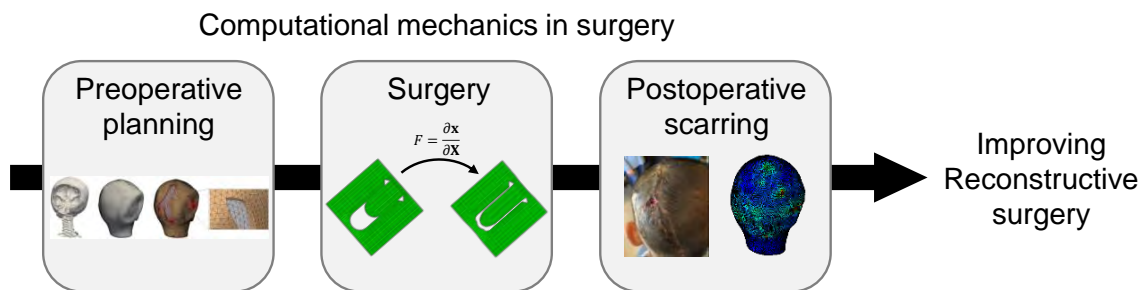 Computational mechanics in surgery
Preoperative
planning
Surgery
F = ∂x/∂X
Postoperative
scarring
Improving
Reconstructive
surgery